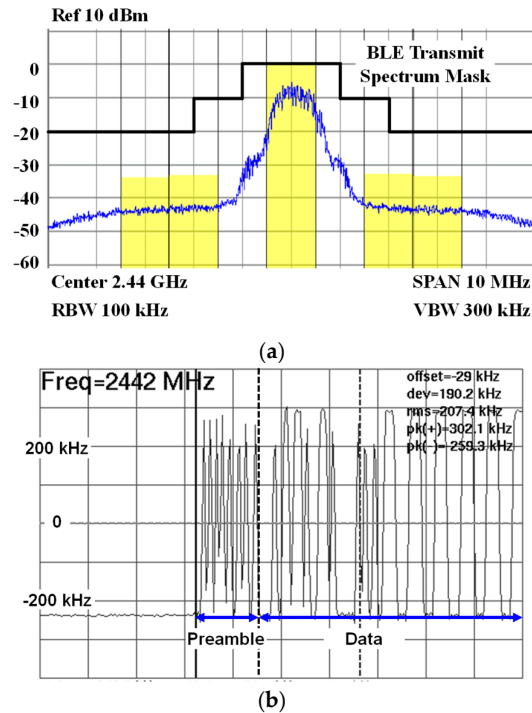 Ref 10 dBm
BLE Transmit
Spectrum Mask
0
-10
-20
-30
-40
-50
-60
Center 2.44 GHz
SPAN 10 MHz
RBW 100 kHz
VBW 300 kHz
(a)
Freq=2442 MHz
offset=-29 kHz
dev=190.2 kHz
rms=207.4 kHz
pk(+)=302.1 kHz
pk(-)=-259.3 kHz
200 kHz
0
-200 kHz
Preamble
Data
(b)